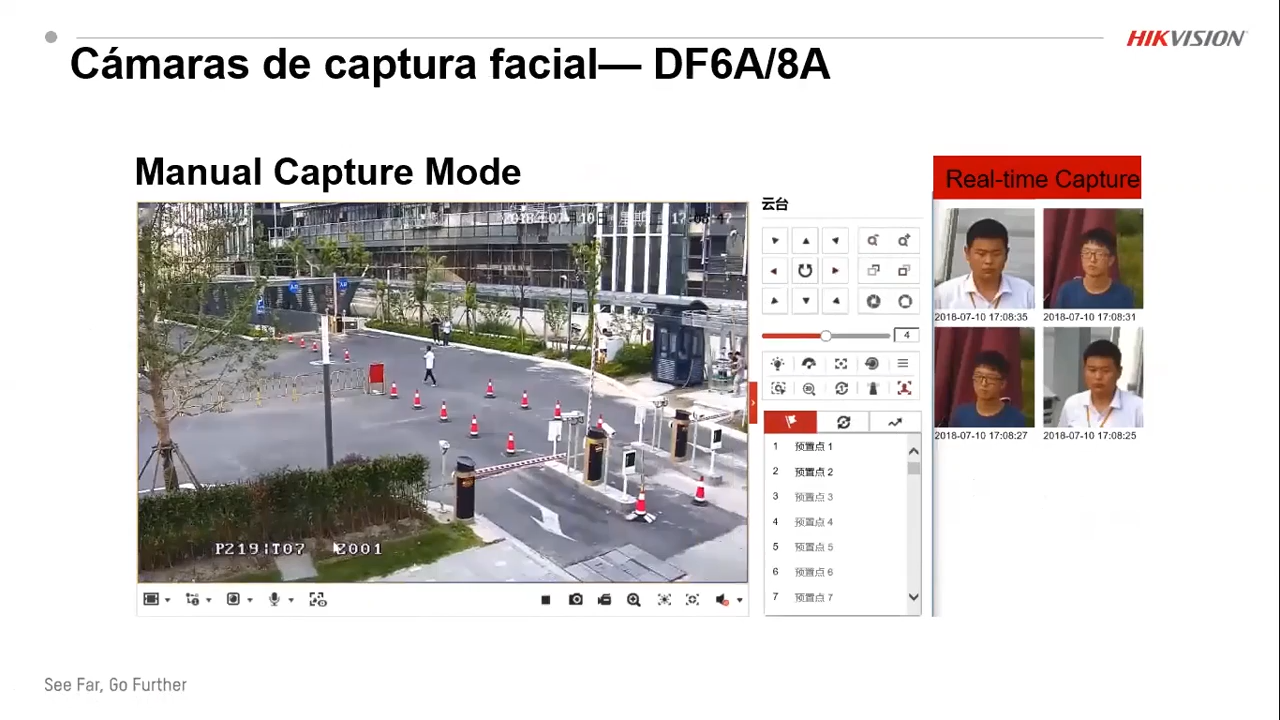 HIKVISION
Cámaras de captura facial— DF6A/8A
Manual Capture Mode
Real-time Capture
云台
4
1 预置点 1
2 预置点 2
3 预置点 3
4 预置点 4
5 预置点 5
6 预置点 6
7 预置点 7
2018-07-10 17:08:35
2018-07-10 17:08:31
2018-07-10 17:08:27
2018-07-10 17:08:25
See Far, Go Further